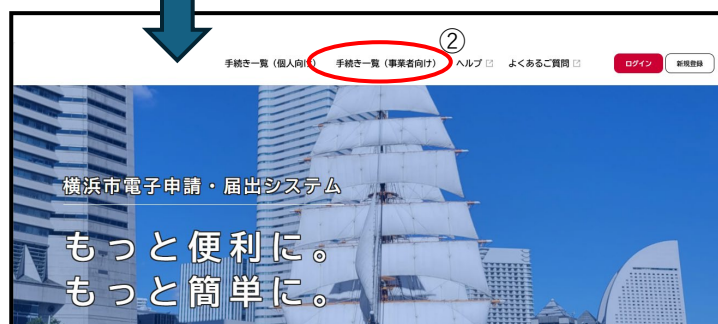 ②
手続き一覧（個人向け） 手続き一覧（事業者向け） ヘルプ よくあるご質問 ログイン 新規登録
横浜市電子申請・届出システム
もっと便利に。
もっと簡単に。